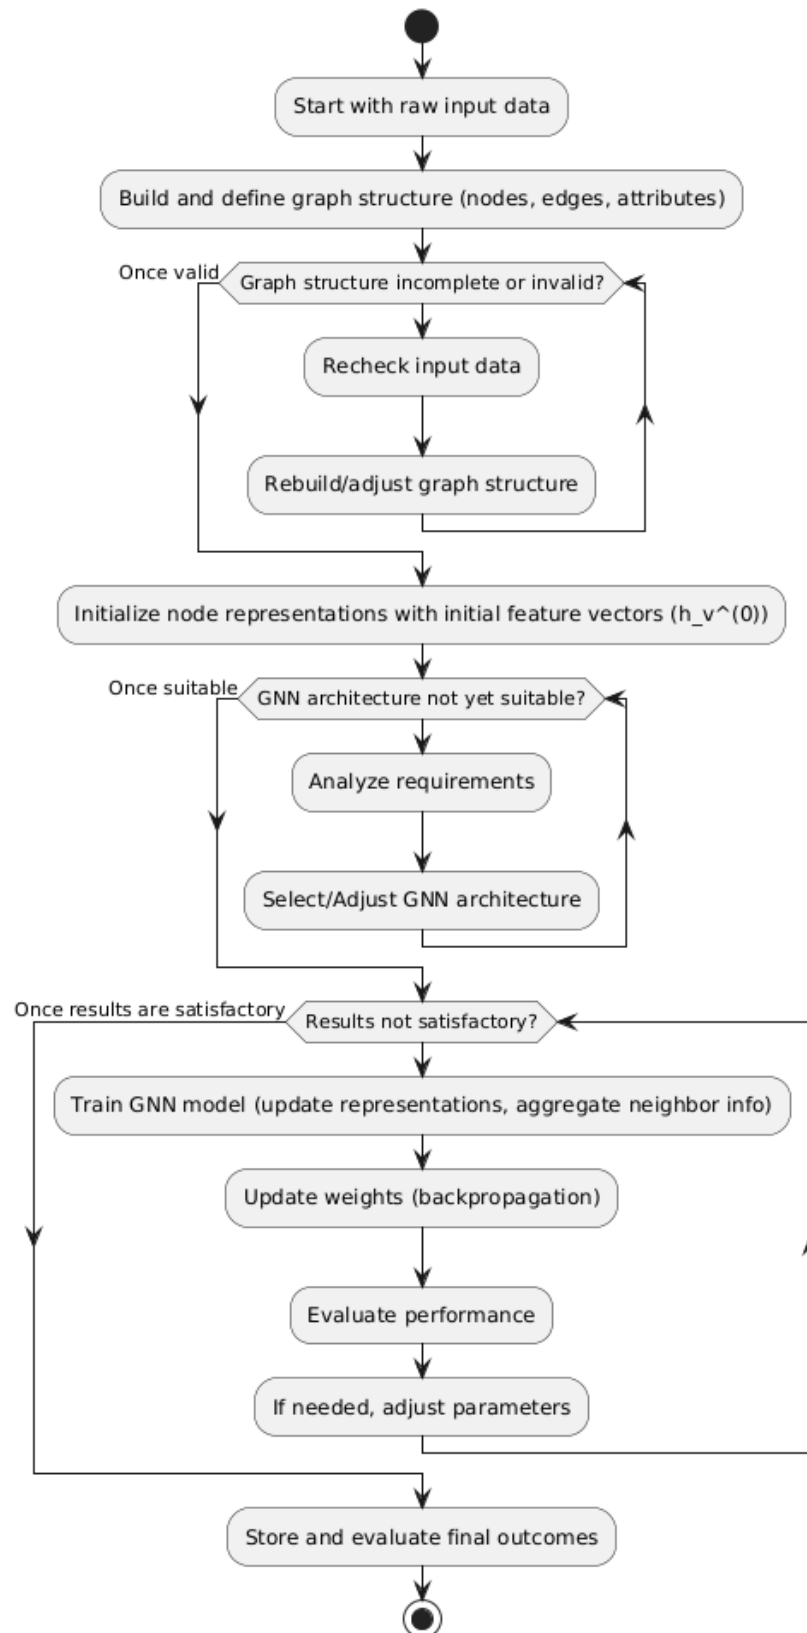 Start with raw input data
Build and define graph structure (nodes, edges, attributes)
Once valid
Graph structure incomplete or invalid?
Recheck input data
Rebuild/adjust graph structure
Initialize node representations with initial feature vectors (h_v^(0))
Once suitable
GNN architecture not yet suitable?
Analyze requirements
Select/Adjust GNN architecture
Once results are satisfactory
Results not satisfactory?
Train GNN model (update representations, aggregate neighbor info)
Update weights (backpropagation)
Evaluate performance
If needed, adjust parameters
Store and evaluate final outcomes